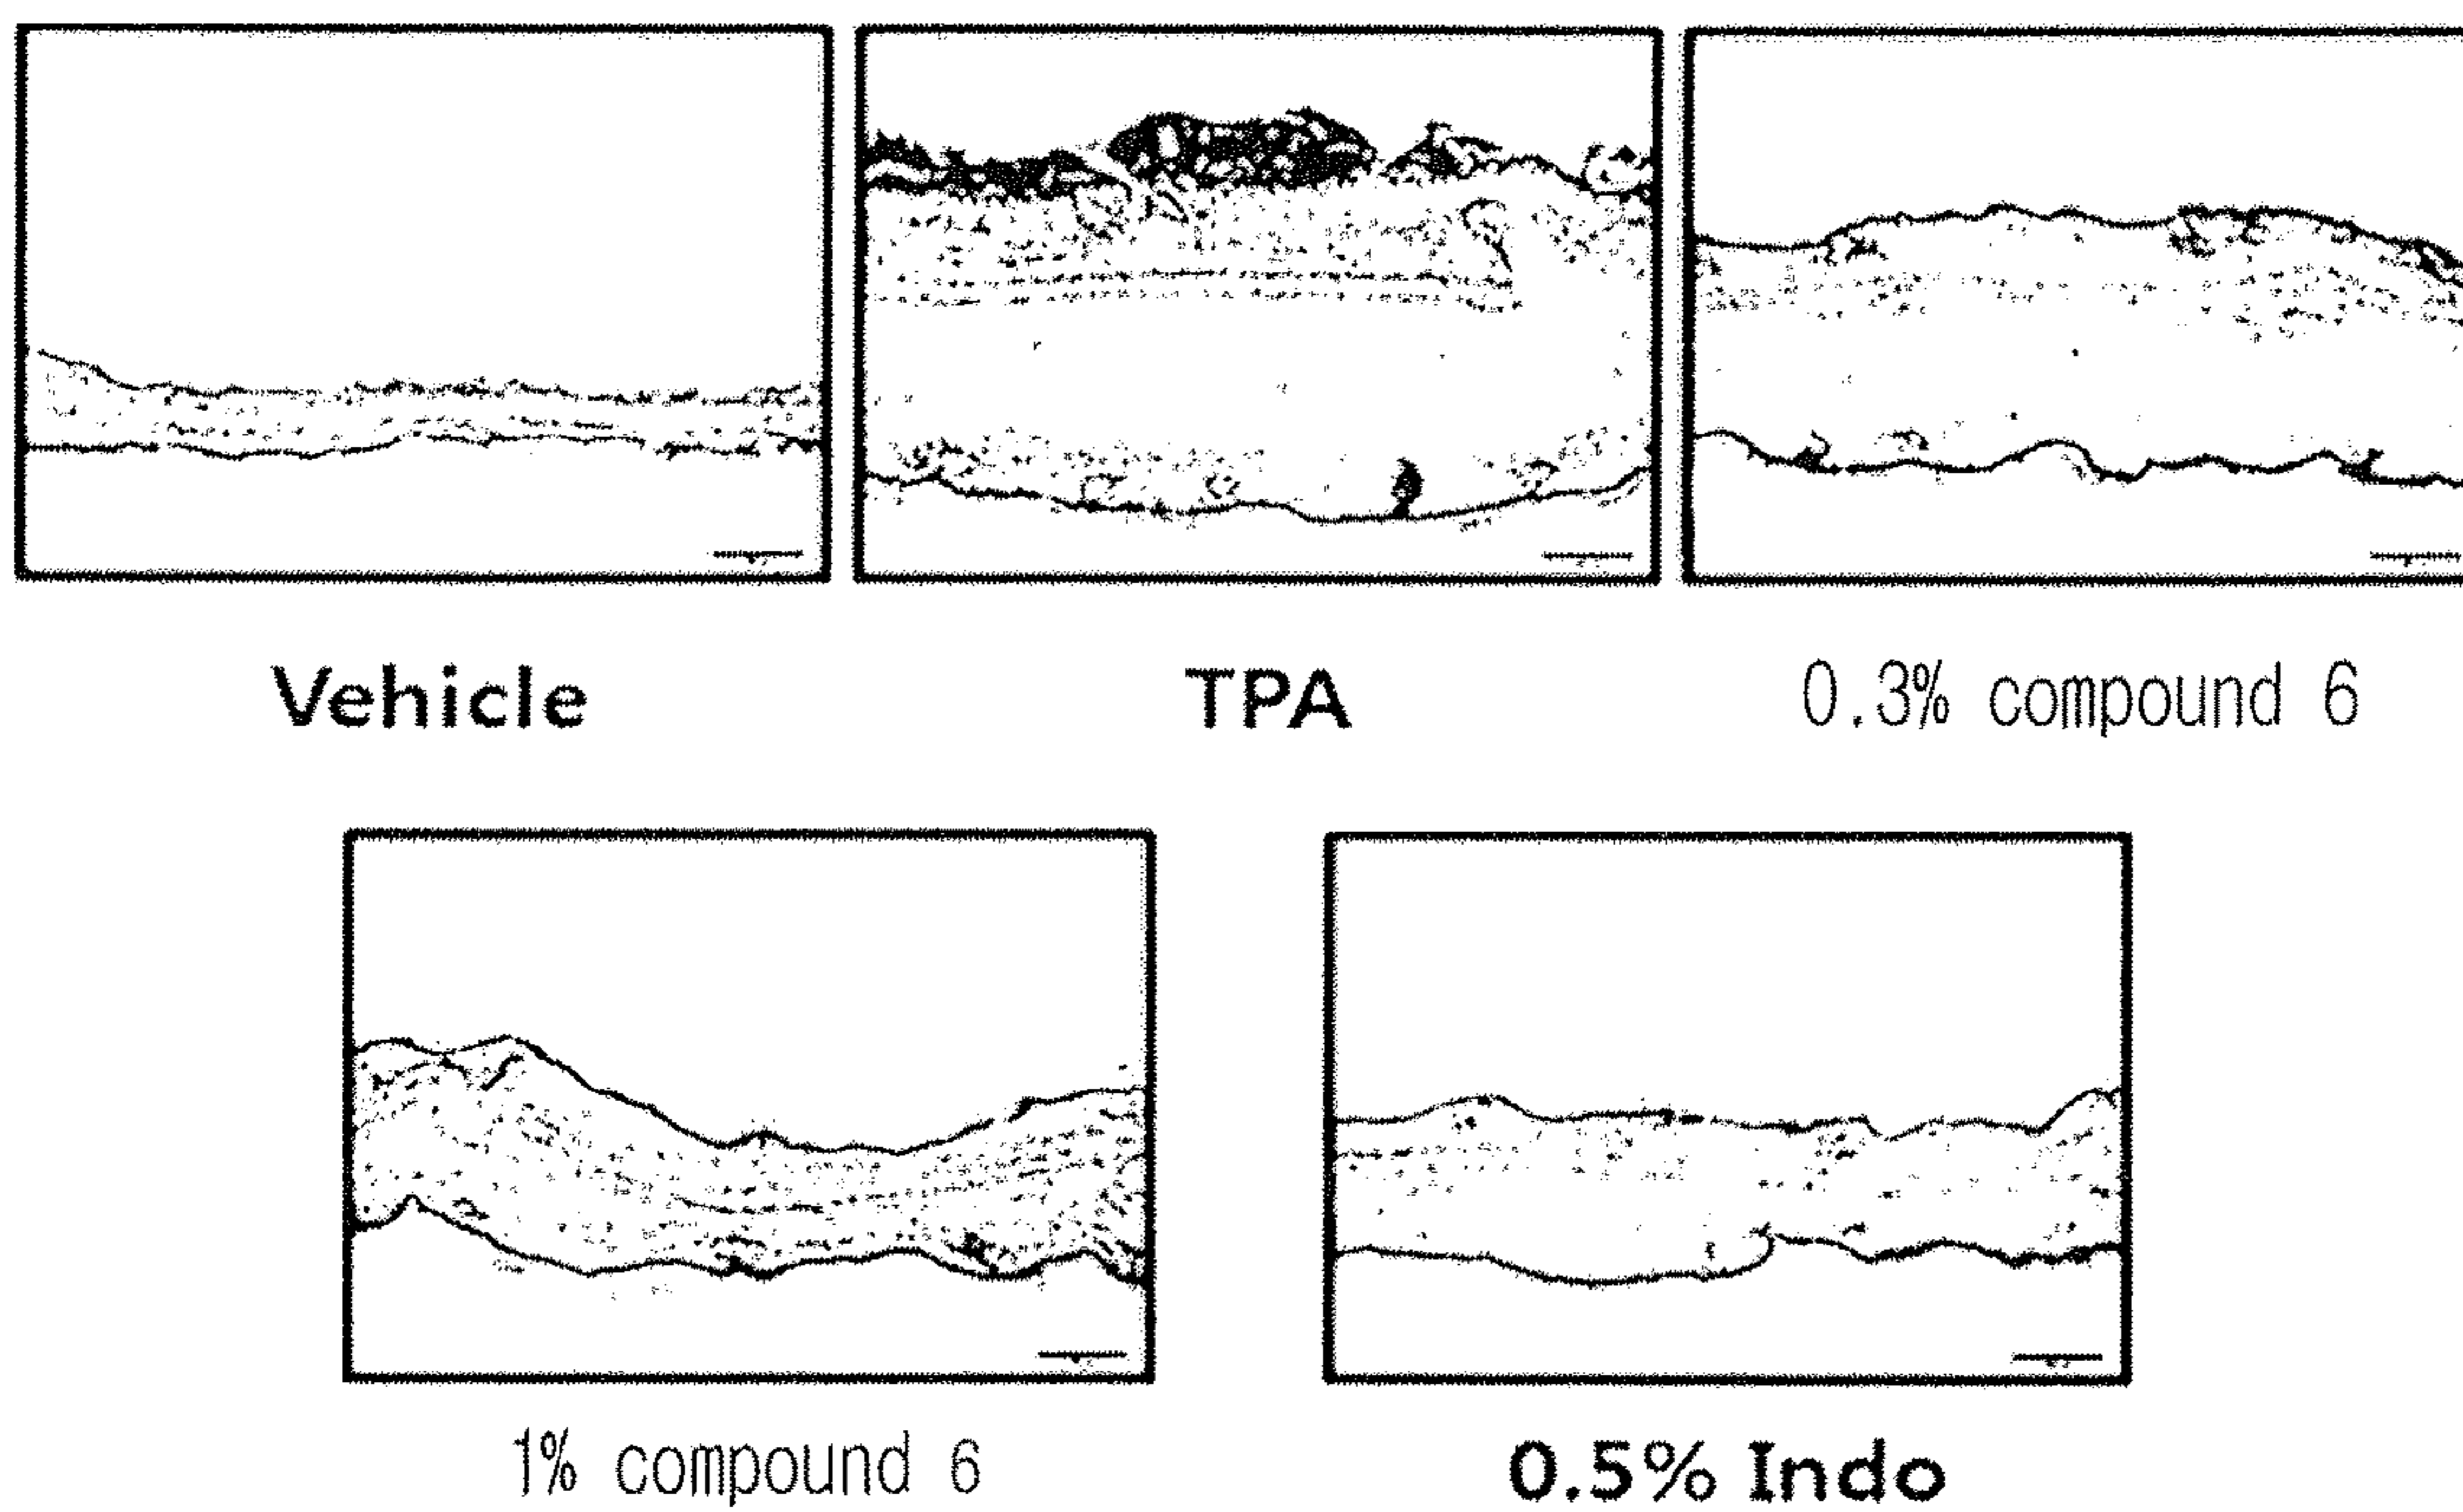 Vehicle
TPA
0.3% compound 6
1% compound 6
0.5% Indo